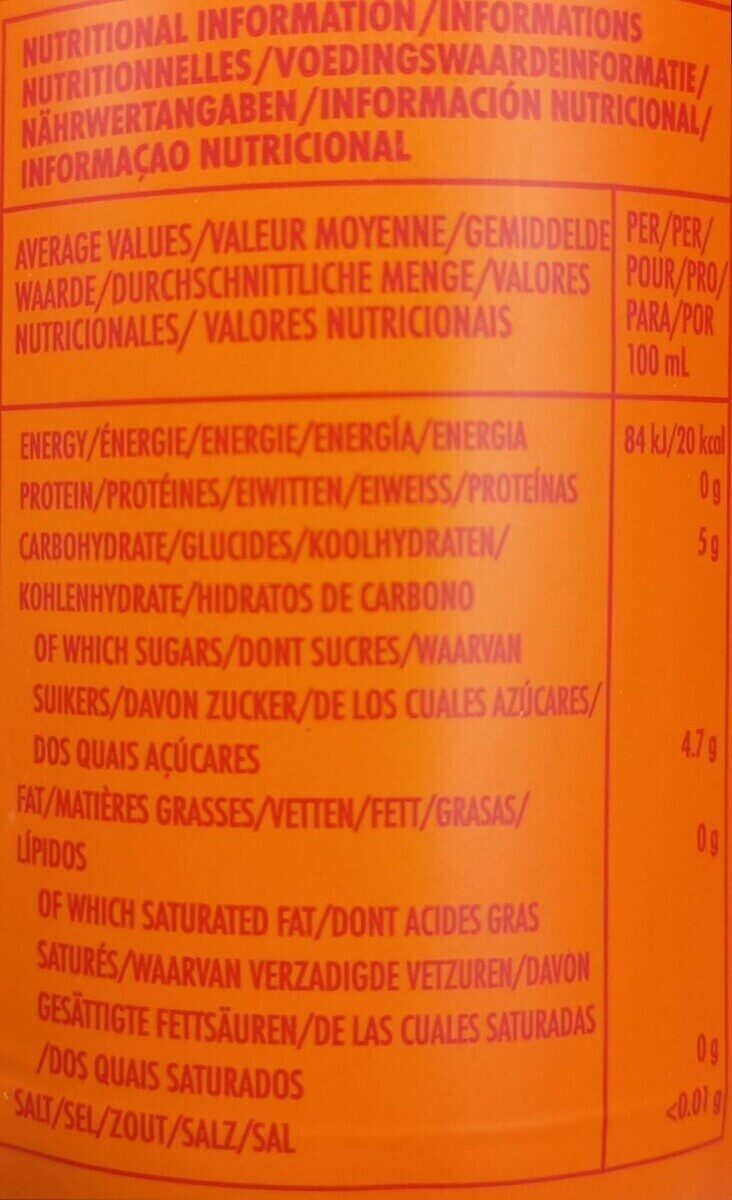 NUTRITIONAL INFORMATION/INFORMATIONS
NUTRITIONNELLES/VOEDINGSWAARDEINFORMATIE/
NÄHRWERTANGABEN/INFORMACIÓN NUTRICIONAL/
INFORMAÇAO NUTRICIONAL
AVERAGE VALUES/VALEUR MOYENNE/GEMIDDELDE
WAARDE/DURCHSCHNITTLICHE MENGE/VALORES
NUTRICIONALES/ VALORES NUTRICIONAIS
PER/PER/
POUR/PRO/
PARA/POR
100 mL
ENERGY/ÉNERGIE/ENERGIE/ENERGÍA/ENERGIA 84 kJ/20 kcal
PROTEIN/PROTÉINES/EIWITTEN/EIWEISS/PROTEÍNAS 0 g
CARBOHYDRATE/GLUCIDES/KOOLHYDRATEN/ 5 g
KOHLENHYDRATE/HIDRATOS DE CARBONO
OF WHICH SUGARS/DONT SUCRES/WAARVAN
SUIKERS/DAVON ZUCKER/DE LOS CUALES AZÚCARES/
DOS QUAIS AÇÚCARES 4.7 g
FAT/MATIÈRES GRASSES/VETTEN/FETT/GRASAS/
LÍPIDOS 0 g
OF WHICH SATURATED FAT/DONT ACIDES GRAS
SATURÉS/WAARVAN VERZADIGDE VETZUREN/DAVON
GESÄTTIGTE FETTSÄUREN/DE LAS CUALES SATURADAS
/DOS QUAIS SATURADOS 0 g
SALT/SEL/ZOUT/SALZ/SAL <0.01 g